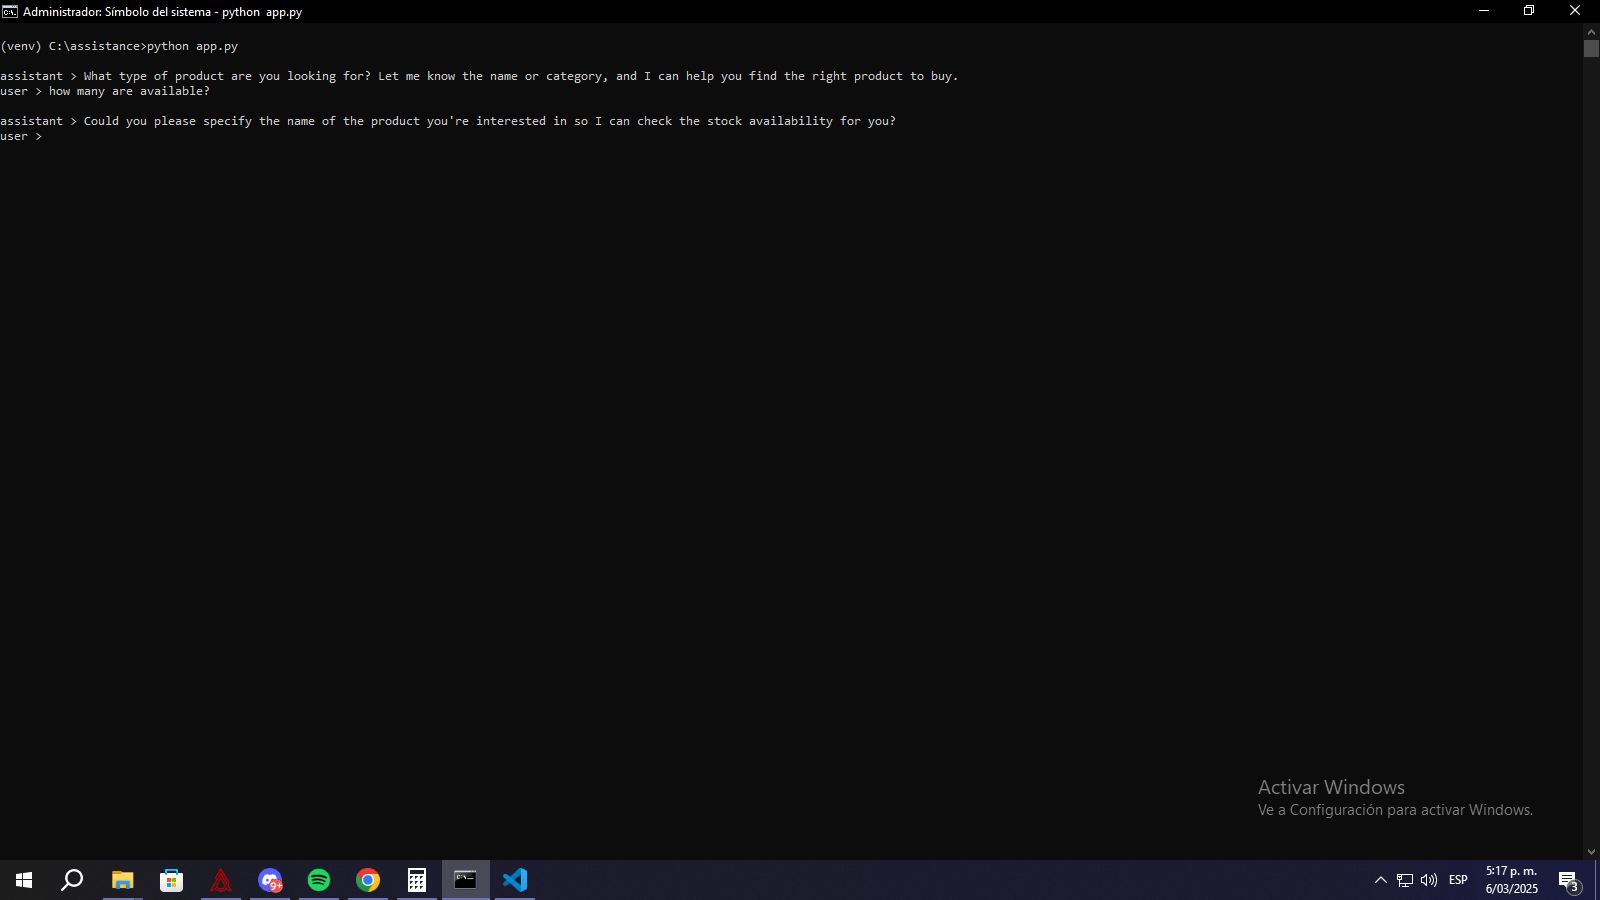 Administrador: Símbolo del sistema - python  app.py
(venv) C:\assistance>python app.py
assistant > What type of product are you looking for? Let me know the name or category, and I can help you find the right product to buy.
user > how many are available?
assistant > Could you please specify the name of the product you're interested in so I can check the stock availability for you?
user >
Activar Windows
Ve a Configuración para activar Windows.
9+
ESP
5:17 p. m.
6/03/2025
3